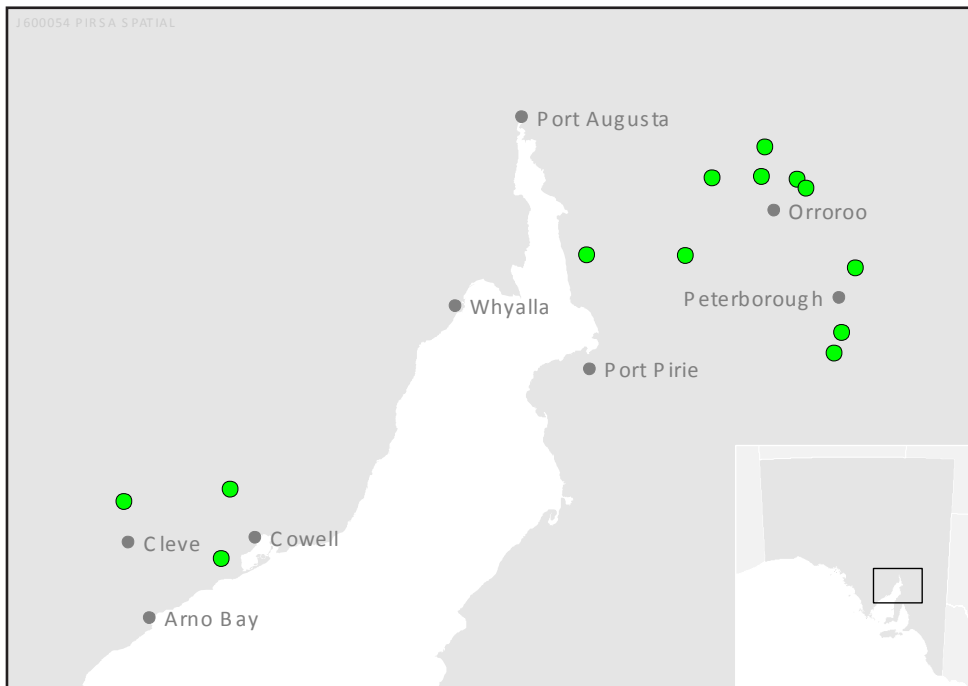 J600054 PIRSA SPATIAL
Port Augusta
Orroroo
Peterborough
Whyalla
Port Pirie
Cowell
Cleve
Arno Bay